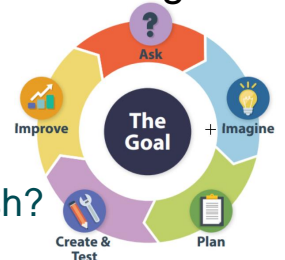 Ask
Improve
The
Goal
+ Imagine
h?
Create &
Test
Plan